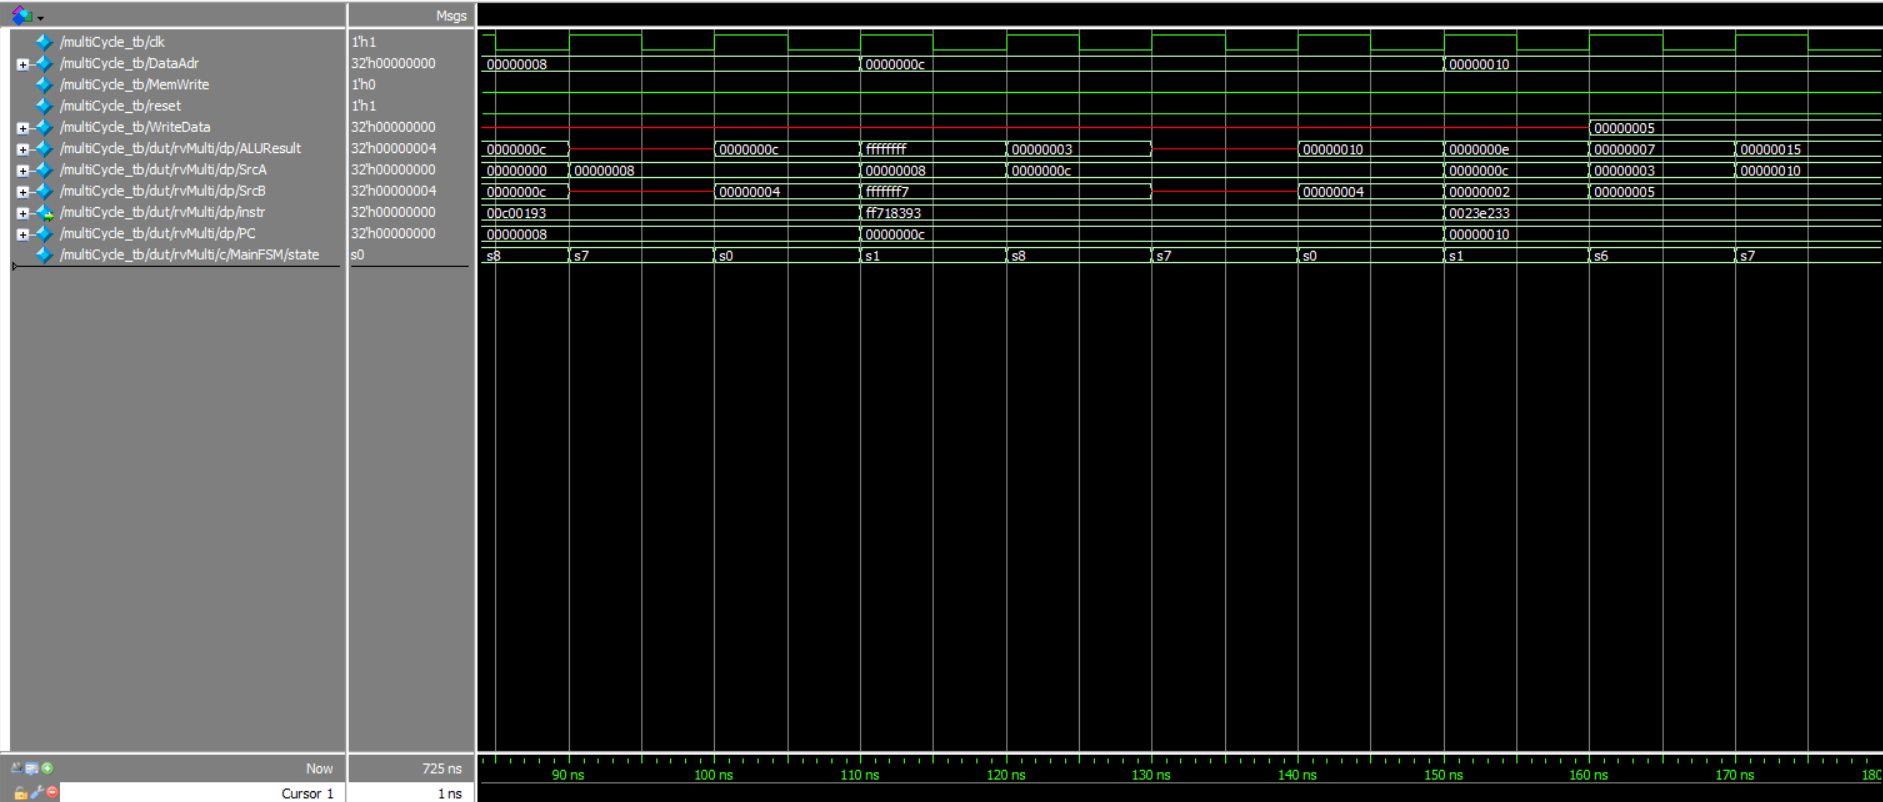 Msgs
/multiCycle_tb/clk 1'h1
/multiCycle_tb/DataAdr 32'h00000000 00000008 0000000c 00000010
/multiCycle_tb/MemWrite 1'h0
/multiCycle_tb/reset 1'h1
/multiCycle_tb/WriteData 32'h00000000 00000005
/multiCycle_tb/dut/rvMulti/dp/ALUResult 32'h00000004 0000000c 0000000c ffffffff 00000003 00000010 0000000e 00000007 00000015
/multiCycle_tb/dut/rvMulti/dp/SrcA 32'h00000000 00000000 00000008 00000008 0000000c 0000000c 00000003 00000010
/multiCycle_tb/dut/rvMulti/dp/SrcB 32'h00000004 0000000c 00000004 fffffff7 00000004 00000002 00000005
/multiCycle_tb/dut/rvMulti/dp/instr 32'h00000000 00c00193 ff718393 0023e233
/multiCycle_tb/dut/rvMulti/dp/PC 32'h00000000 00000008 0000000c 00000010
/multiCycle_tb/dut/rvMulti/c/MainFSM/state s0 s8 s7 s0 s1 s8 s7 s0 s1 s6 s7
Now 725 ns 90 ns 100 ns 110 ns 120 ns 130 ns 140 ns 150 ns 160 ns 170 ns 180
Cursor 1 1 ns